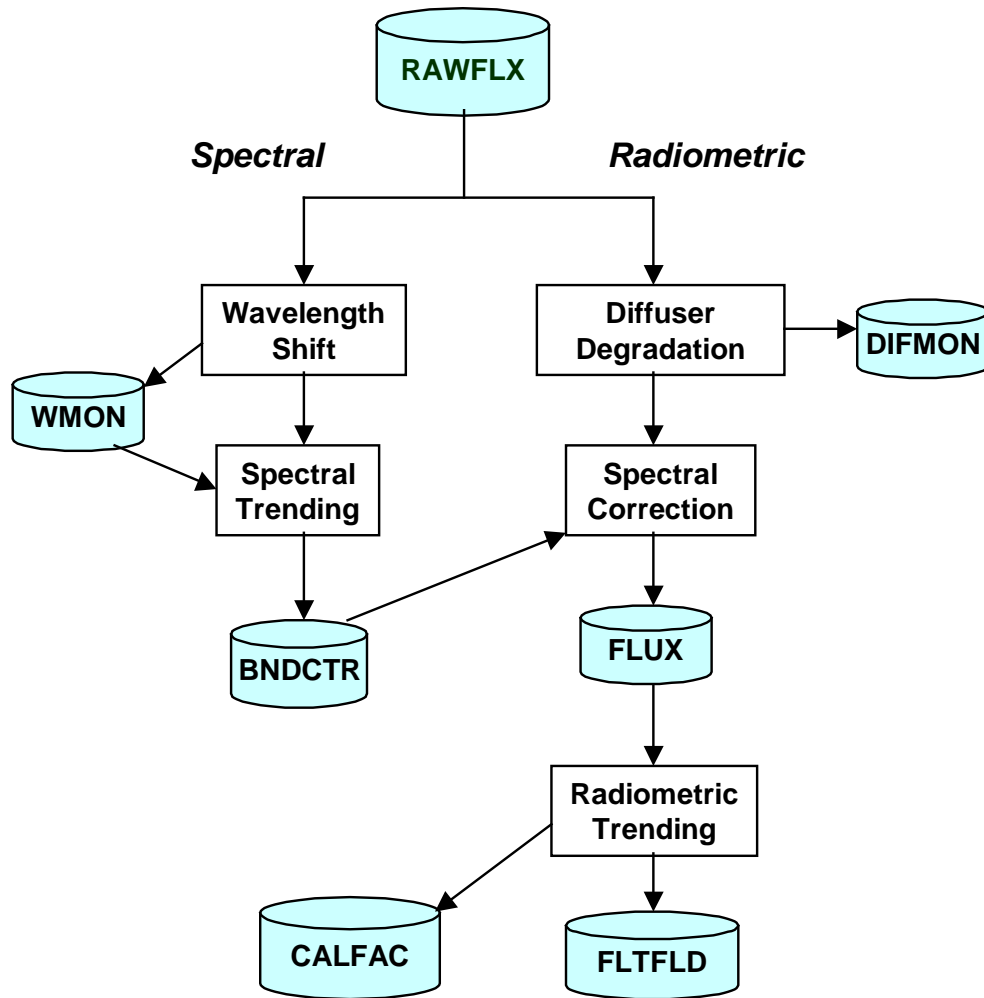 RAWFLX
Spectral
Radiometric
Wavelength
Shift
Diffuser
Degradation
DIFMON
WMON
Spectral
Trending
Spectral
Correction
BNDCTR
FLUX
Radiometric
Trending
CALFAC
FLTFLD